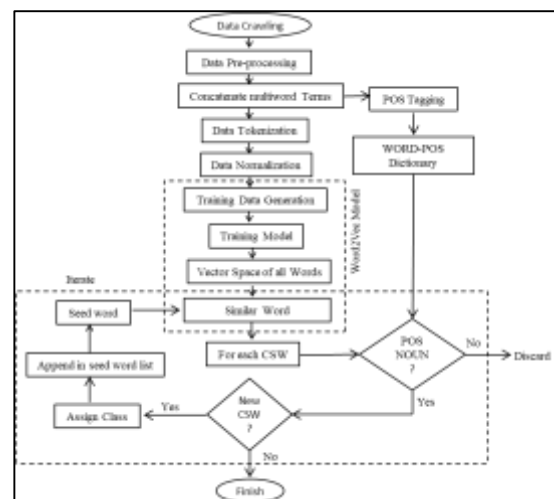 Data Crawling
Data Pre-processing
Concatenate multiword Terms
POS Tagging
Data Tokenization
WORD-POS
Dictionary
Data Normalization
Training Data Generation
Training Model
Word2Vec Model
Vector Space of all Words
Iterate
Seed word
Similar Word
For each CSW
POS
NOUN
?
No
Discard
Append in seed word list
Yes
Assign Class
Yes
New
CSW
?
No
Finish